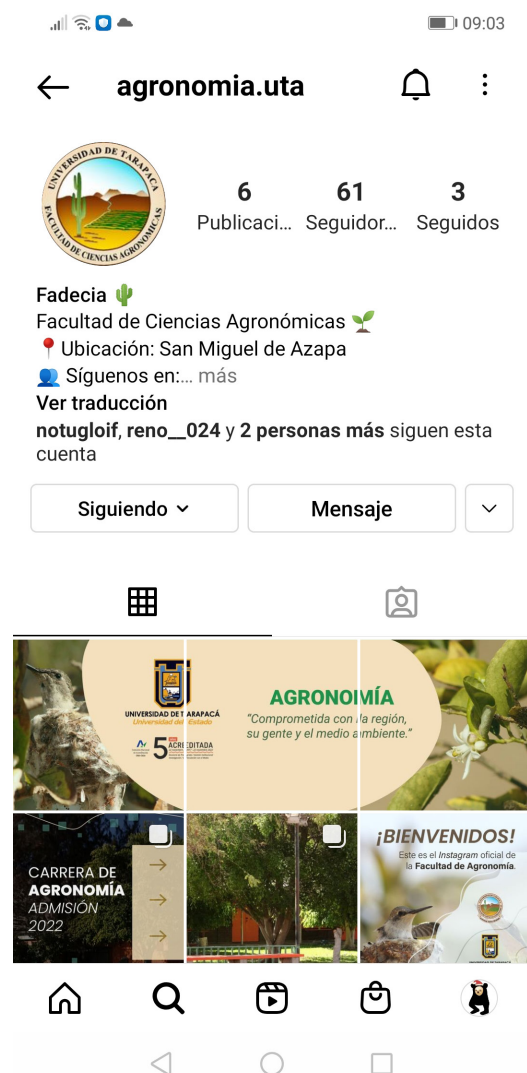 09:03
agronomia.uta
UNIVERSIDAD DE TARAPACA
FACULTAD DE CIENCIAS AGRONOMICAS
6
61
3
Publicaci...
Seguidor...
Seguidos
Fadecia 🌵
Facultad de Ciencias Agronómicas 🌱
📍 Ubicación: San Miguel de Azapa
👥 Síguenos en:... más
Ver traducción
notugloif, reno__024 y 2 personas más siguen esta
cuenta
Siguiendo
Mensaje
UNIVERSIDAD DE TARAPACÁ
Universidad del Estado
5 AÑOS
ACREDITADA
AGRONOMÍA
"Comprometida con la región,
su gente y el medio ambiente."
CARRERA DE
AGRONOMÍA
ADMISIÓN
2022
¡BIENVENIDOS!
Este es el Instagram oficial de
la Facultad de Agronomía.